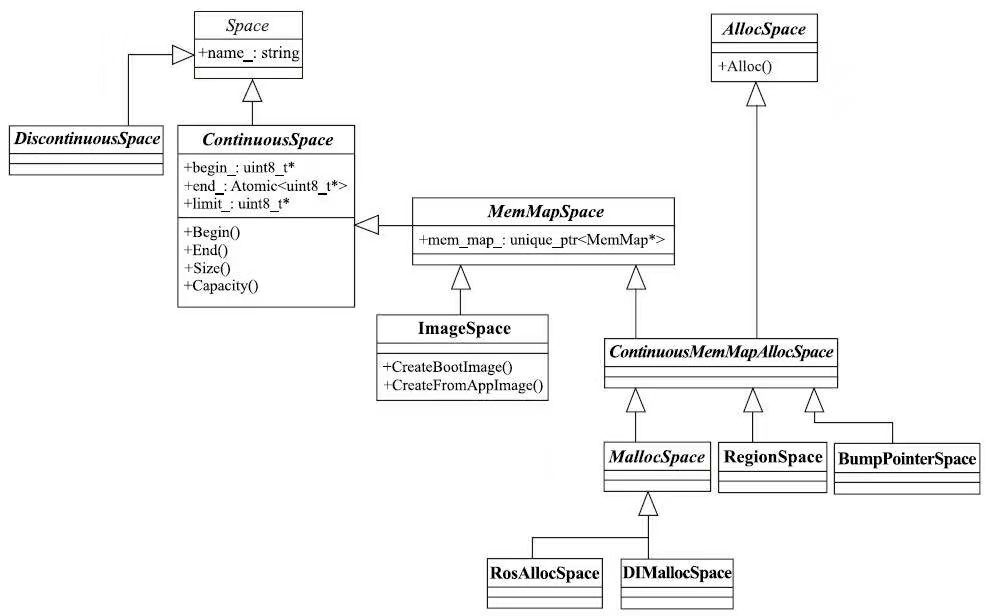 Space
+name_: string
AllocSpace
+Alloc()
DiscontinuousSpace
ContinuousSpace
+begin_: uint8_t*
+end_: Atomic<uint8_t*>
+limit_: uint8_t*
+Begin()
+End()
+Size()
+Capacity()
MemMapSpace
+mem_map_: unique_ptr<MemMap*>
ImageSpace
+CreateBootImage()
+CreateFromAppImage()
ContinuousMemMapAllocSpace
MallocSpace
RegionSpace
BumpPointerSpace
RosAllocSpace
DIMallocSpace